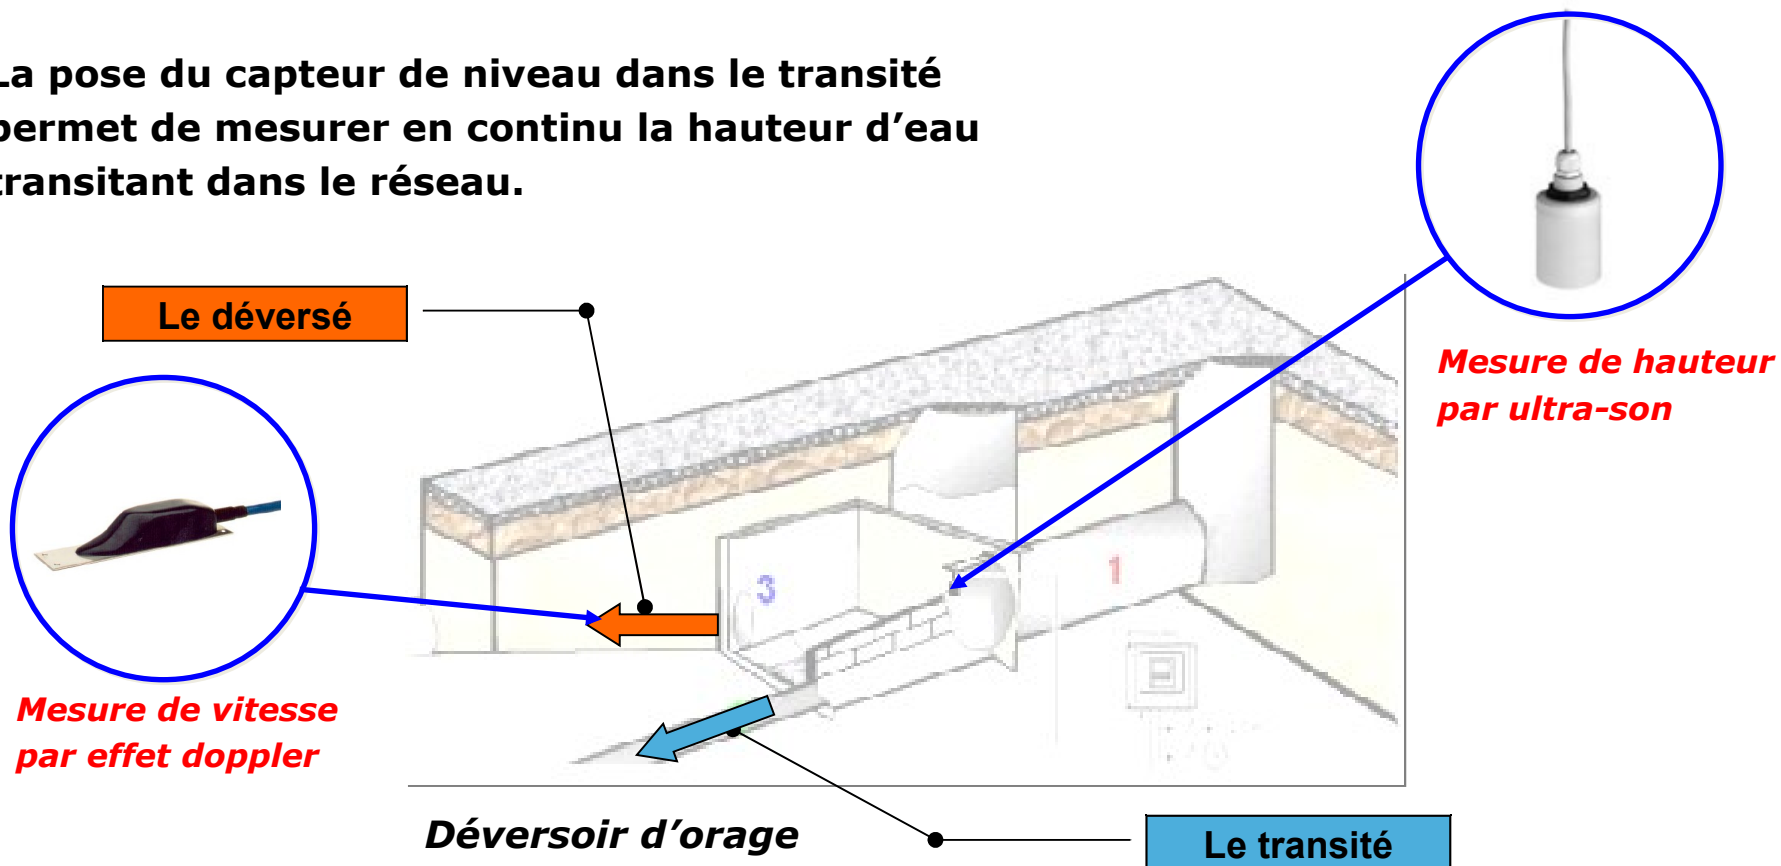 La pose du capteur de niveau dans le transité
permet de mesurer en continu la hauteur d’eau
transitant dans le réseau.
Le déversé
Mesure de hauteur
par ultra-son
3
1
Mesure de vitesse
par effet doppler
Déversoir d’orage
Le transité